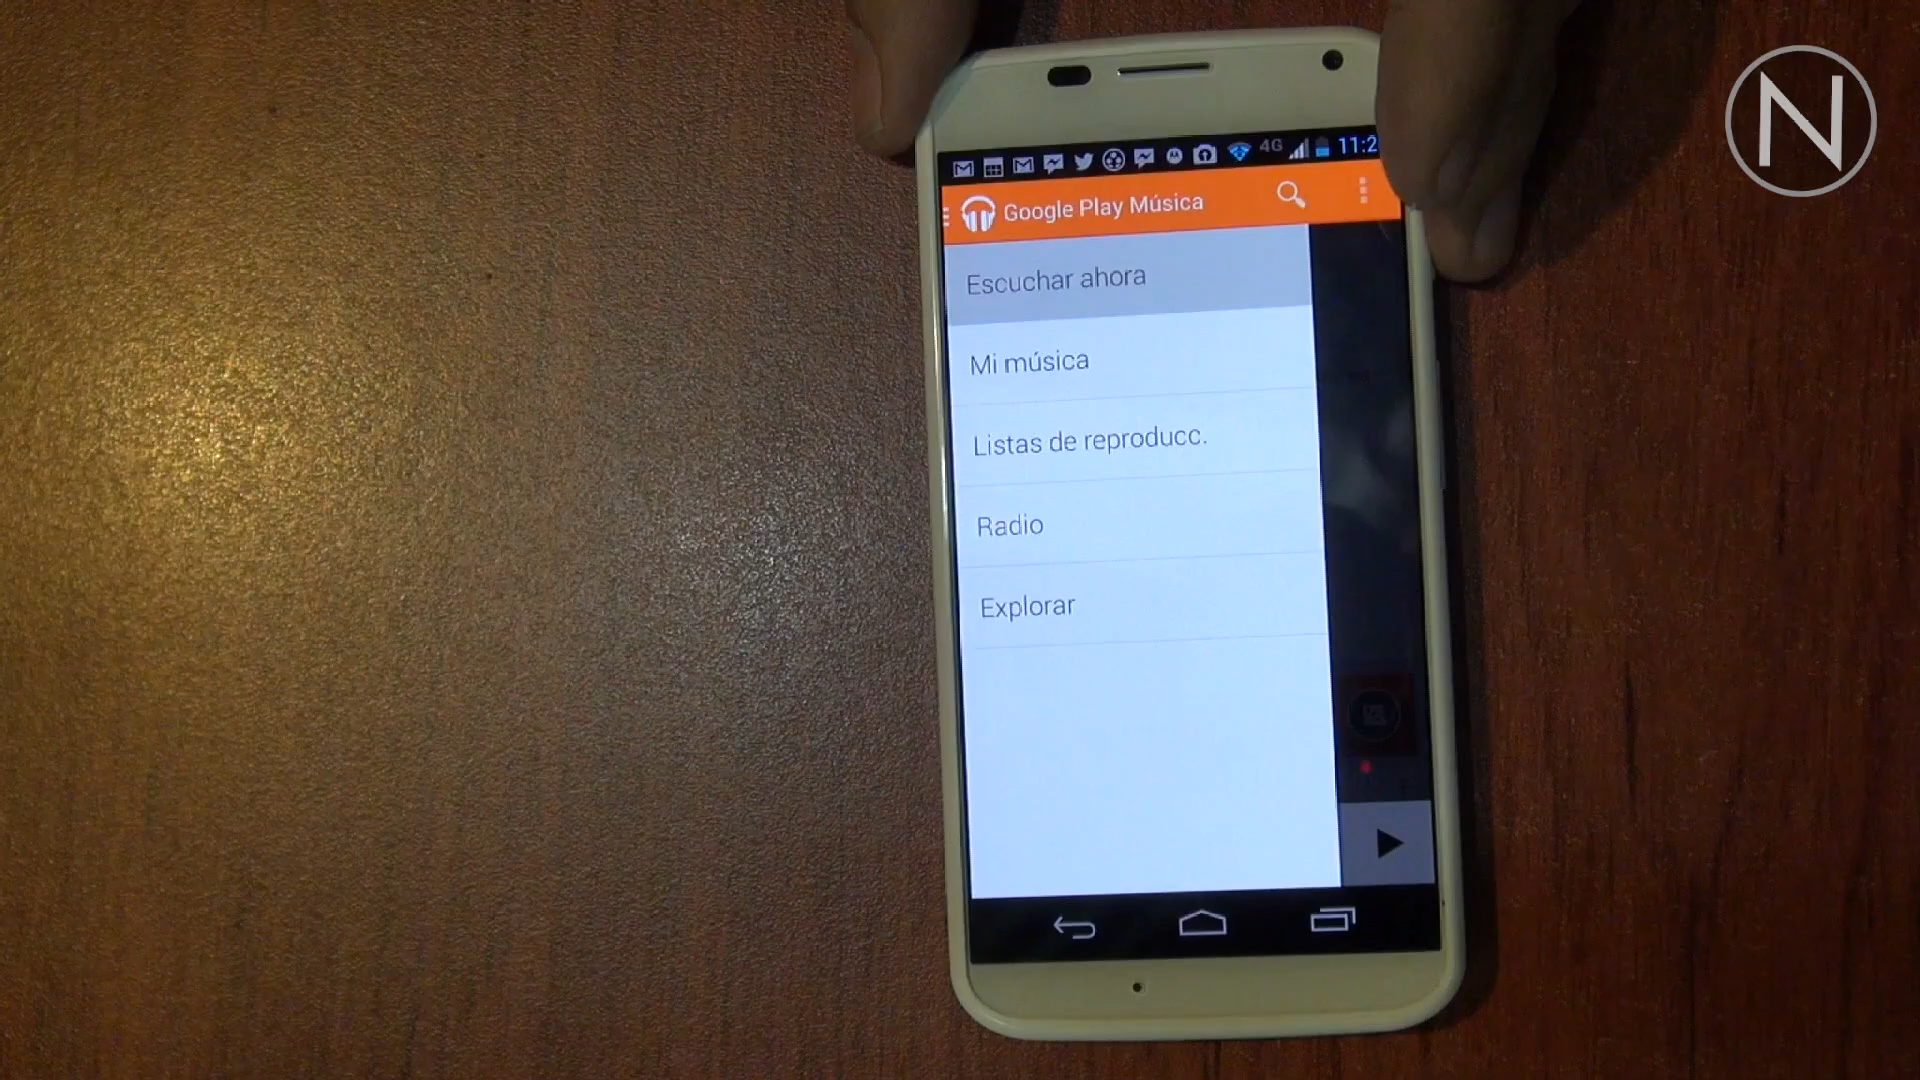 N
4G 11:2
Google Play Música
Escuchar ahora
Mi música
Listas de reproducc.
Radio
Explorar